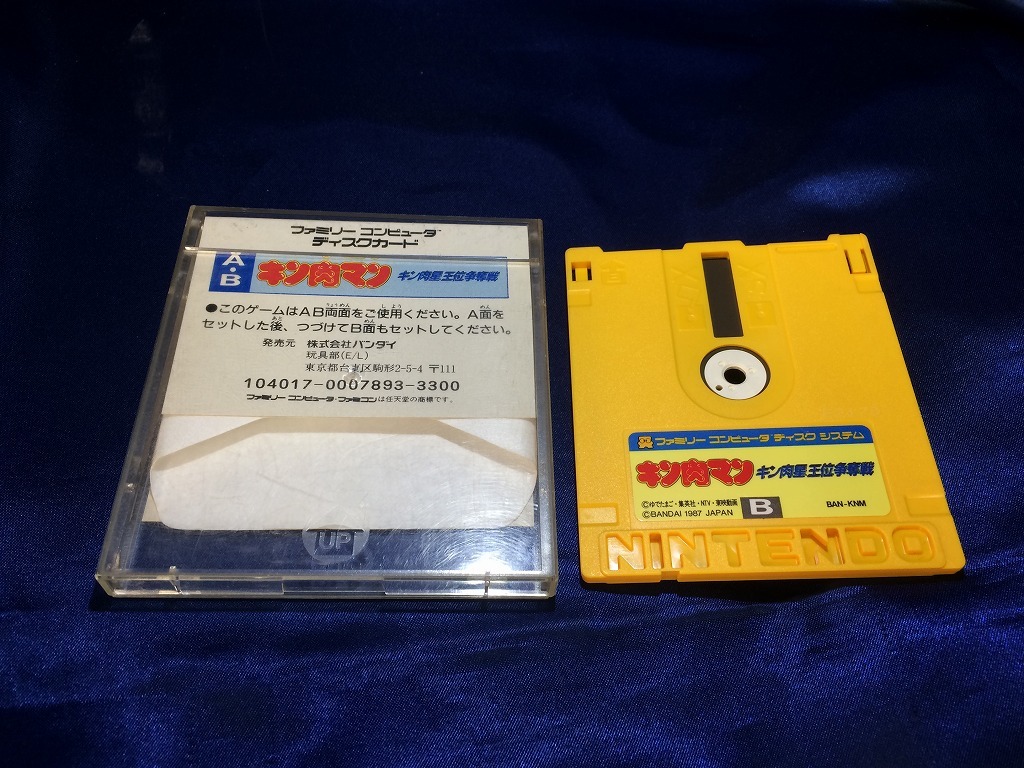 ファミリー コンピュータ™
ディスクカード
A・B
キン肉マン キン肉星王位争奪戦
●このゲームはAB両面をご使用ください。A面を
セットした後、つづけてB面もセットしてください。
発売元 株式会社バンダイ
玩具部(E/L)
東京都台東区駒形2-5-4 〒111
104017-0007893-3300
ファミリー コンピュータ・ファミコンは任天堂の商標です。
UP
ファミリー コンピュータ™ ディスク システム
キン肉マン キン肉星王位争奪戦
©ゆでたまご・集英社・NTV・東映動画
©BANDAI 1987 JAPAN B BAN-KNM
NINTENDO